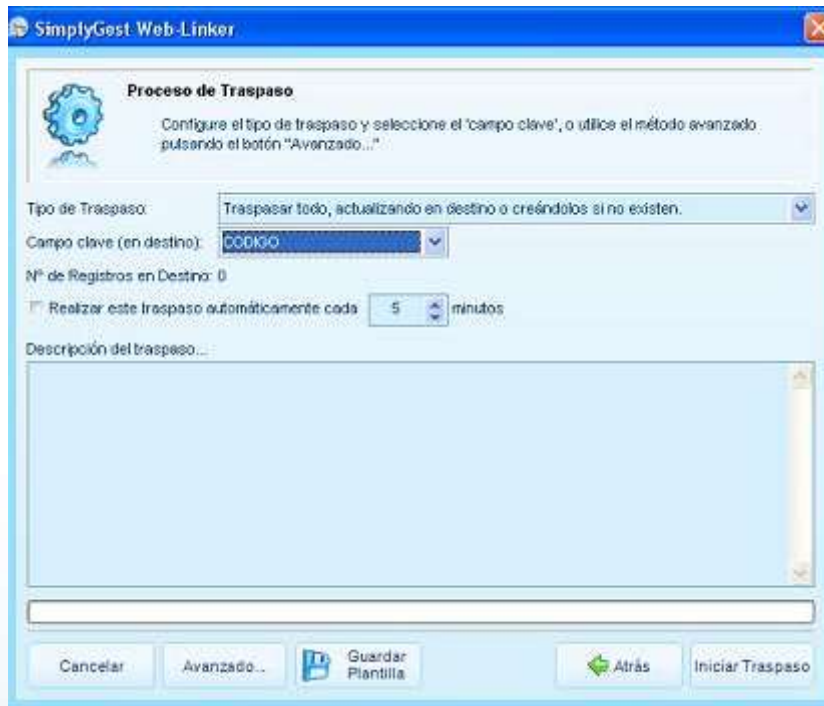 SimplyGest Web-Linker
Proceso de Traspaso
Configure el tipo de traspaso y seleccione el 'campo clave', o utilice el método avanzado
pulsando el botón "Avanzado..."
Tipo de Traspaso: Traspasar todo, actualizando en destino o creándolos si no existen.
Campo clave (en destino): CODIGO
Nº de Registros en Destino: 0
Realizar este traspaso automáticamente cada 5 minutos
Descripción del traspaso...
Cancelar Avanzado... Guardar Plantilla Atrás Iniciar Traspaso